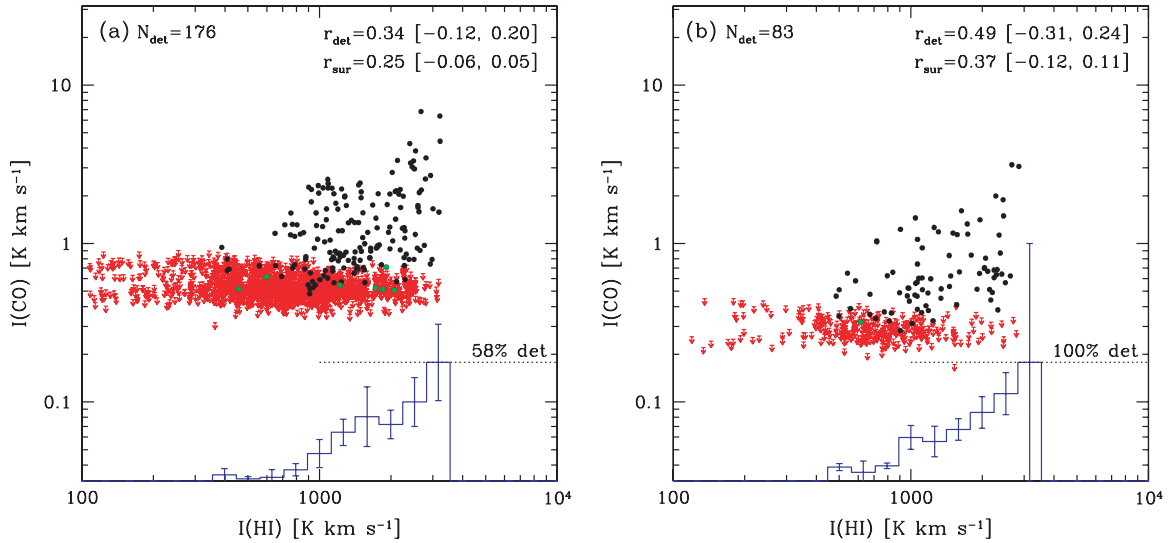 (a) N_det=176
r_det=0.34 [−0.12, 0.20]
r_sur=0.25 [−0.06, 0.05]
10
1
0.1
I(CO) [K km s⁻¹]
58% det
100
1000
10⁴
I(HI) [K km s⁻¹]
(b) N_det=83
r_det=0.49 [−0.31, 0.24]
r_sur=0.37 [−0.12, 0.11]
10
1
0.1
I(CO) [K km s⁻¹]
100% det
100
1000
10⁴
I(HI) [K km s⁻¹]